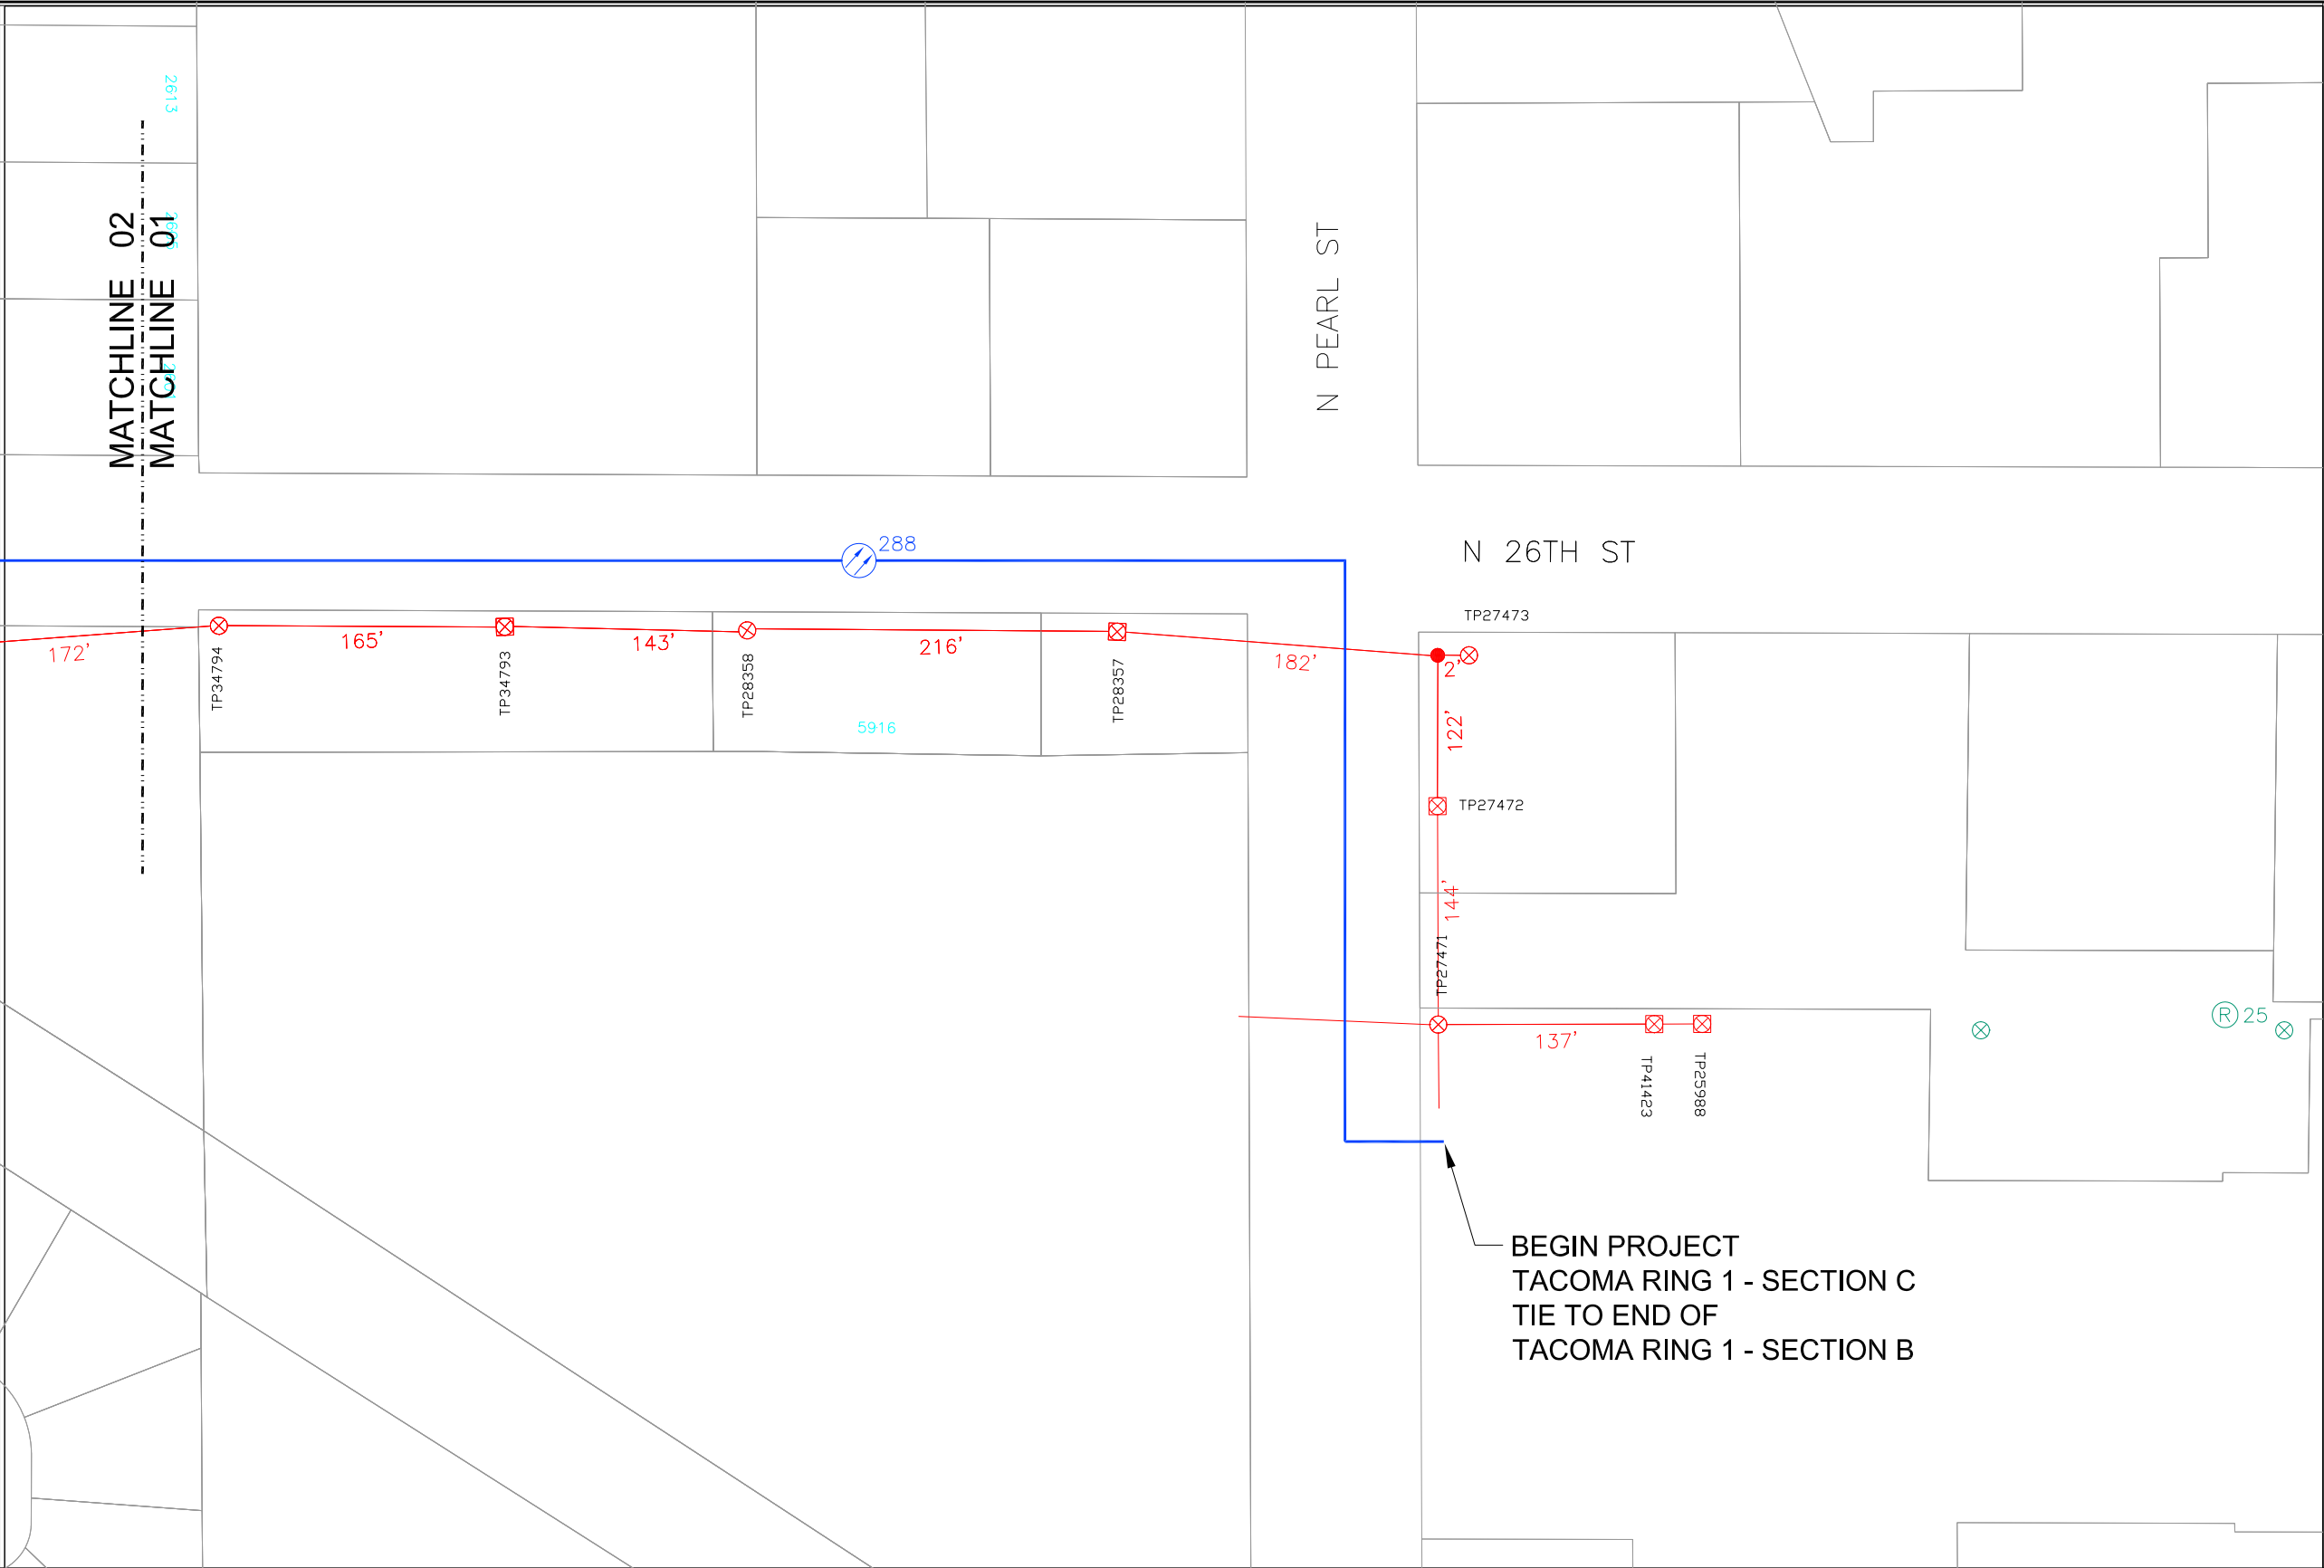 2613
MATCHLINE 02
MATCHLINE 01
N PEARL ST
N 26TH ST
288
TP27473
172'
165'
143'
216'
182'
2'
TP34794
TP34793
TP28358
TP28357
5916
122'
TP27472
144'
TP27471
137'
TP41423
TP25988
R 25
BEGIN PROJECT
TACOMA RING 1 - SECTION C
TIE TO END OF
TACOMA RING 1 - SECTION B